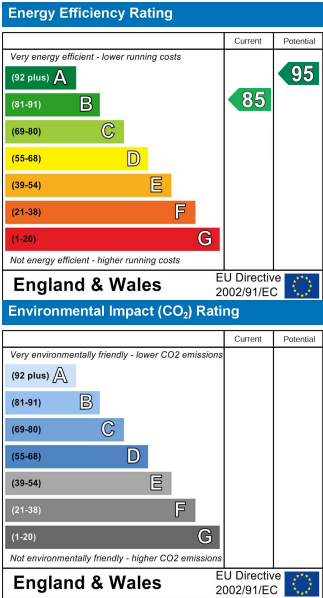 Energy Efficiency Rating
Current Potential
Very energy efficient - lower running costs
(92 plus) A
95
(81-91) B
85
(69-80) C
(55-68) D
(39-54) E
(21-38) F
(1-20) G
Not energy efficient - higher running costs
England & Wales
EU Directive
2002/91/EC
Environmental Impact (CO₂) Rating
Current Potential
Very environmentally friendly - lower CO2 emissions
(92 plus) A
(81-91) B
(69-80) C
(55-68) D
(39-54) E
(21-38) F
(1-20) G
Not environmentally friendly - higher CO2 emissions
England & Wales
EU Directive
2002/91/EC